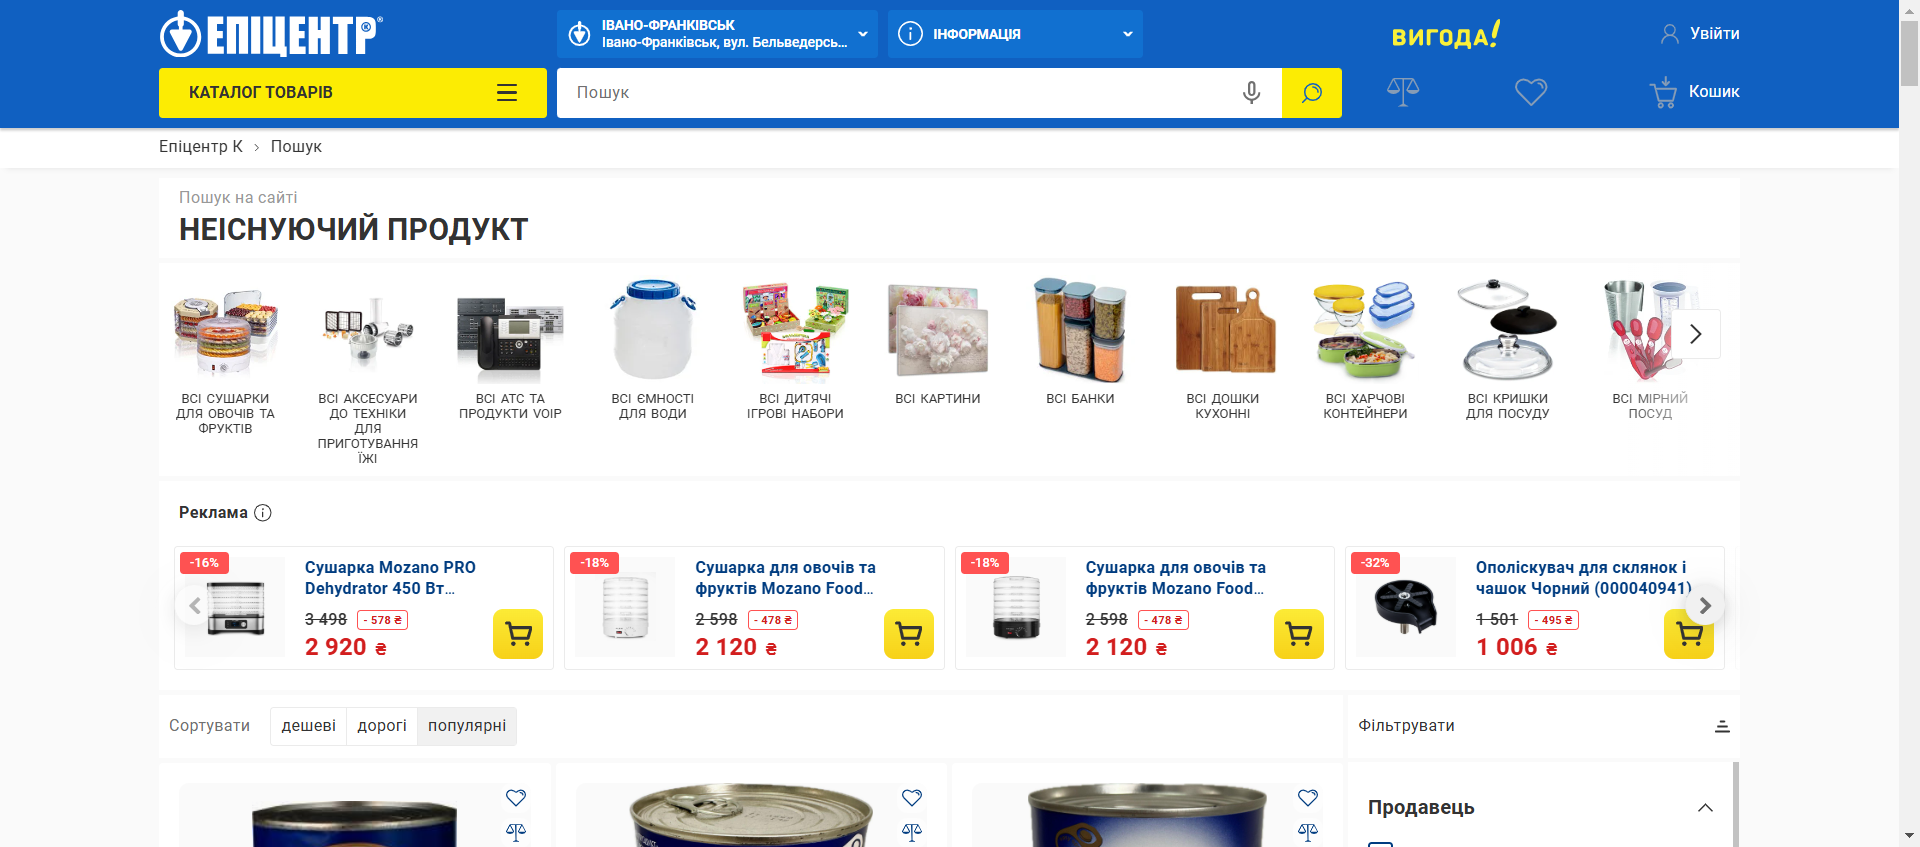 ЕПІЦЕНТР®
ІВАНО-ФРАНКІВСЬК
Івано-Франківськ, вул. Бельведерсь...
ІНФОРМАЦІЯ
ВИГОДА!
Увійти
КАТАЛОГ ТОВАРІВ
Пошук
Кошик
Епіцентр К > Пошук
Пошук на сайті
НЕІСНУЮЧИЙ ПРОДУКТ
ВСІ СУШАРКИ
ДЛЯ ОВОЧІВ ТА
ФРУКТІВ
ВСІ АКСЕСУАРИ
ДО ТЕХНІКИ
ДЛЯ
ПРИГОТУВАННЯ
ЇЖІ
ВСІ АТС ТА
ПРОДУКТИ VOIP
ВСІ ЄМНОСТІ
ДЛЯ ВОДИ
ВСІ ДИТЯЧІ
ІГРОВІ НАБОРИ
ВСІ КАРТИНИ
ВСІ БАНКИ
ВСІ ДОШКИ
КУХОННІ
ВСІ ХАРЧОВІ
КОНТЕЙНЕРИ
ВСІ КРИШКИ
ДЛЯ ПОСУДУ
ВСІ МІРНИЙ
ПОСУД
Реклама
-16%
Сушарка Mozano PRO
Dehydrator 450 Вт...
3 498 - 578 ₴
2 920 ₴
-18%
Сушарка для овочів та
фруктів Mozano Food...
2 598 - 478 ₴
2 120 ₴
-18%
Сушарка для овочів та
фруктів Mozano Food...
2 598 - 478 ₴
2 120 ₴
-32%
Ополіскувач для склянок і
чашок Чорний (000040941)
1 501 - 495 ₴
1 006 ₴
Сортувати дешеві дорогі популярні
Фільтрувати
Продавець